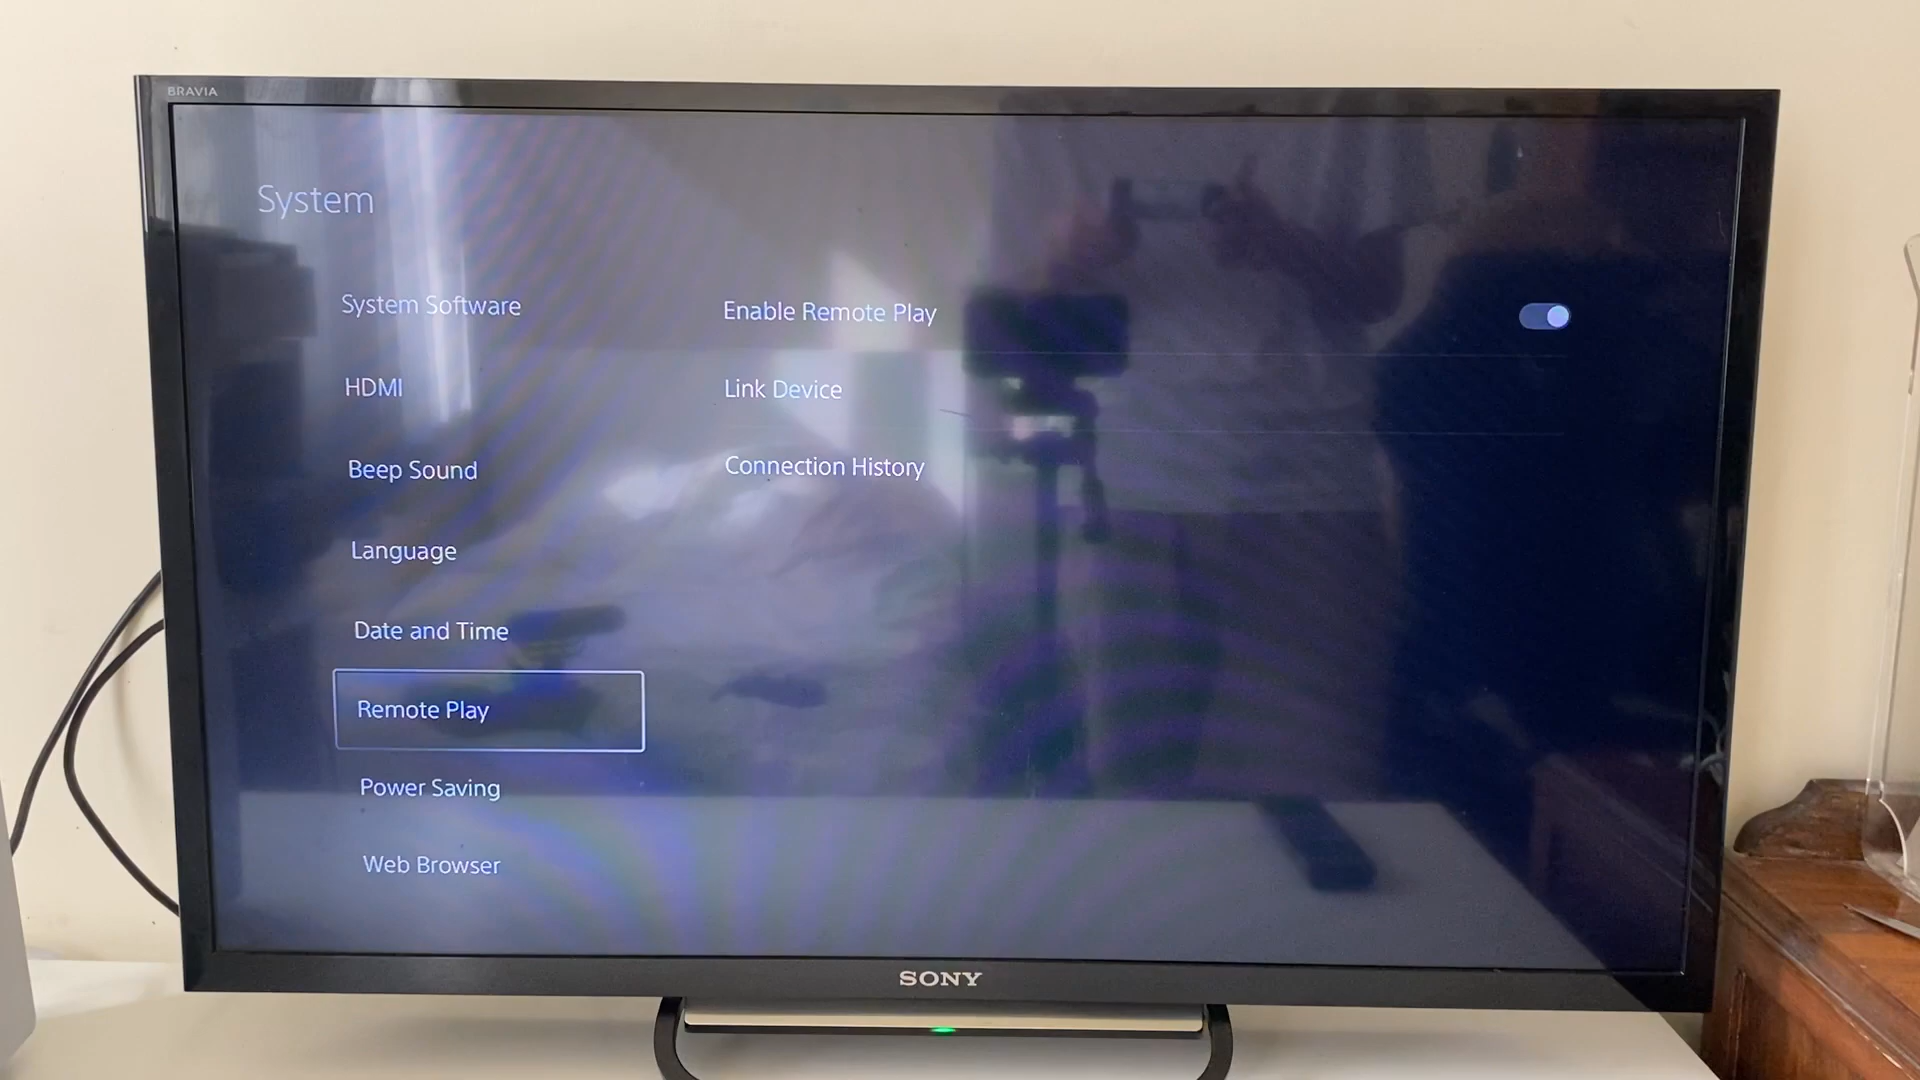 BRAVIA
System
System Software
HDMI
Beep Sound
Language
Date and Time
Remote Play
Power Saving
Web Browser
Enable Remote Play
Link Device
Connection History
SONY